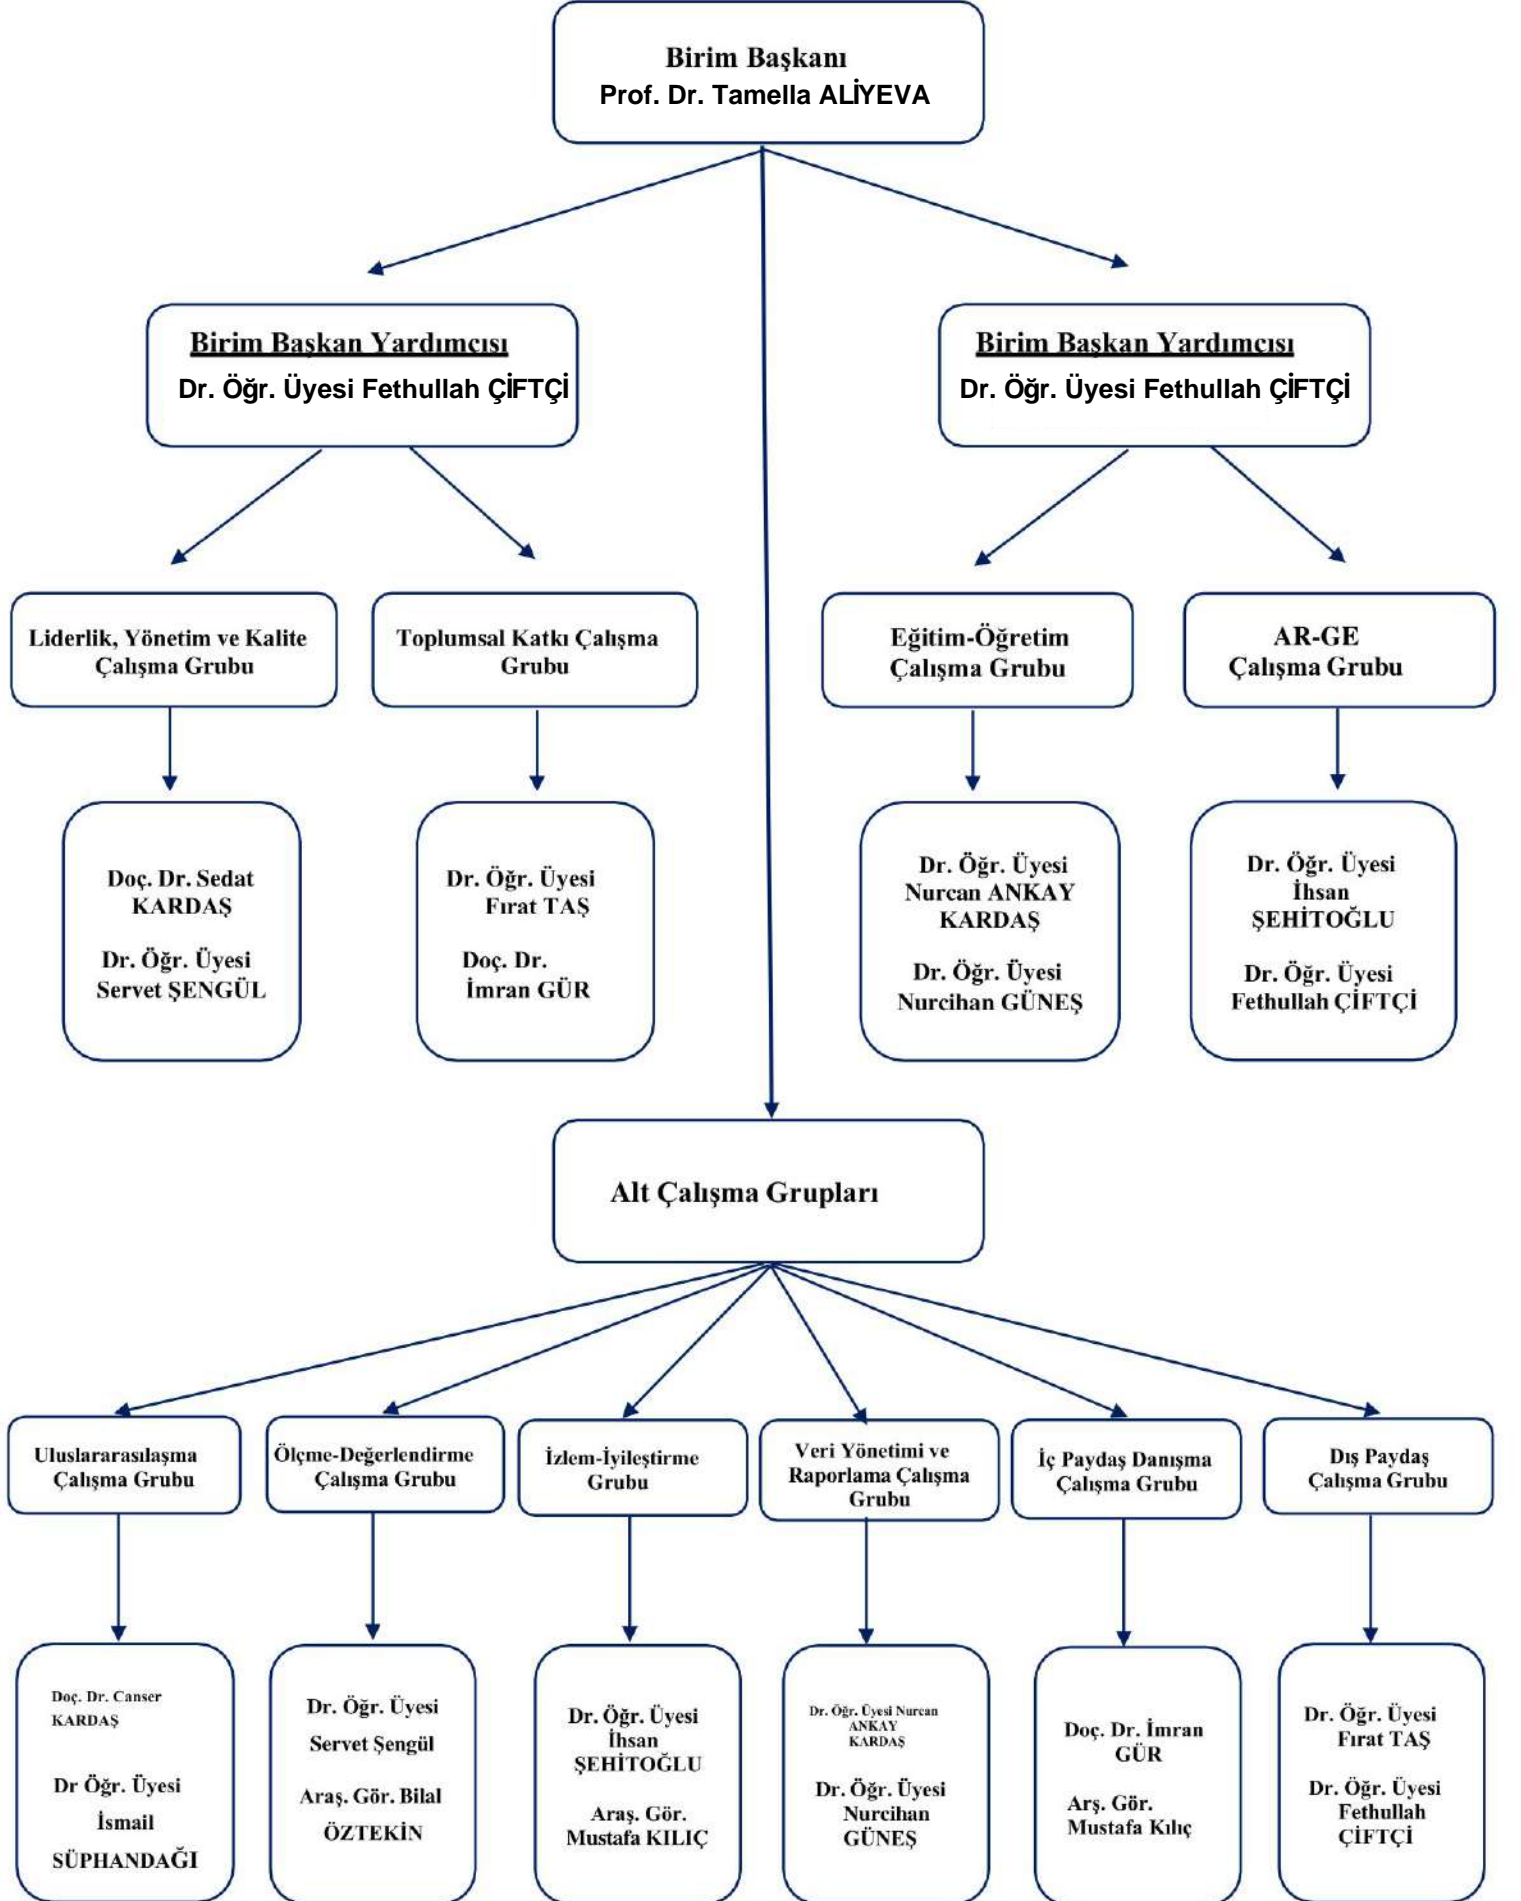 Birim Başkanı
Prof. Dr. Tamella ALİYEVA
Birim Başkan Yardımcısı
Dr. Öğr. Üyesi Fethullah ÇİFTÇİ
Birim Başkan Yardımcısı
Dr. Öğr. Üyesi Fethullah ÇİFTÇİ
Liderlik, Yönetim ve Kalite
Çalışma Grubu
Toplumsal Katkı Çalışma
Grubu
Eğitim-Öğretim
Çalışma Grubu
AR-GE
Çalışma Grubu
Doç. Dr. Sedat
KARDAŞ
Dr. Öğr. Üyesi
Servet ŞENGÜL
Dr. Öğr. Üyesi
Fırat TAŞ
Doç. Dr.
İmran GÜR
Dr. Öğr. Üyesi
Nurcan ANKAY
KARDAŞ
Dr. Öğr. Üyesi
Nurcihan GÜNEŞ
Dr. Öğr. Üyesi
İhsan
ŞEHİTOĞLU
Dr. Öğr. Üyesi
Fethullah ÇİFTÇİ
Alt Çalışma Grupları
Uluslararasılaşma
Çalışma Grubu
Ölçme-Değerlendirme
Çalışma Grubu
İzlem-İyileştirme
Grubu
Veri Yönetimi ve
Raporlama Çalışma
Grubu
İç Paydaş Danışma
Çalışma Grubu
Dış Paydaş
Çalışma Grubu
Doç. Dr. Canser
KARDAŞ
Dr Öğr. Üyesi
İsmail
SÜPHANDAĞI
Dr. Öğr. Üyesi
Servet Şengül
Araş. Gör. Bilal
ÖZTEKİN
Dr. Öğr. Üyesi
İhsan
ŞEHİTOĞLU
Araş. Gör.
Mustafa KILIÇ
Dr. Öğr. Üyesi Nurcan
ANKAY
KARDAŞ
Dr. Öğr. Üyesi
Nurcihan
GÜNEŞ
Doç. Dr. İmran
GÜR
Arş. Gör.
Mustafa Kılıç
Dr. Öğr. Üyesi
Fırat TAŞ
Dr. Öğr. Üyesi
Fethullah
ÇİFTÇİ